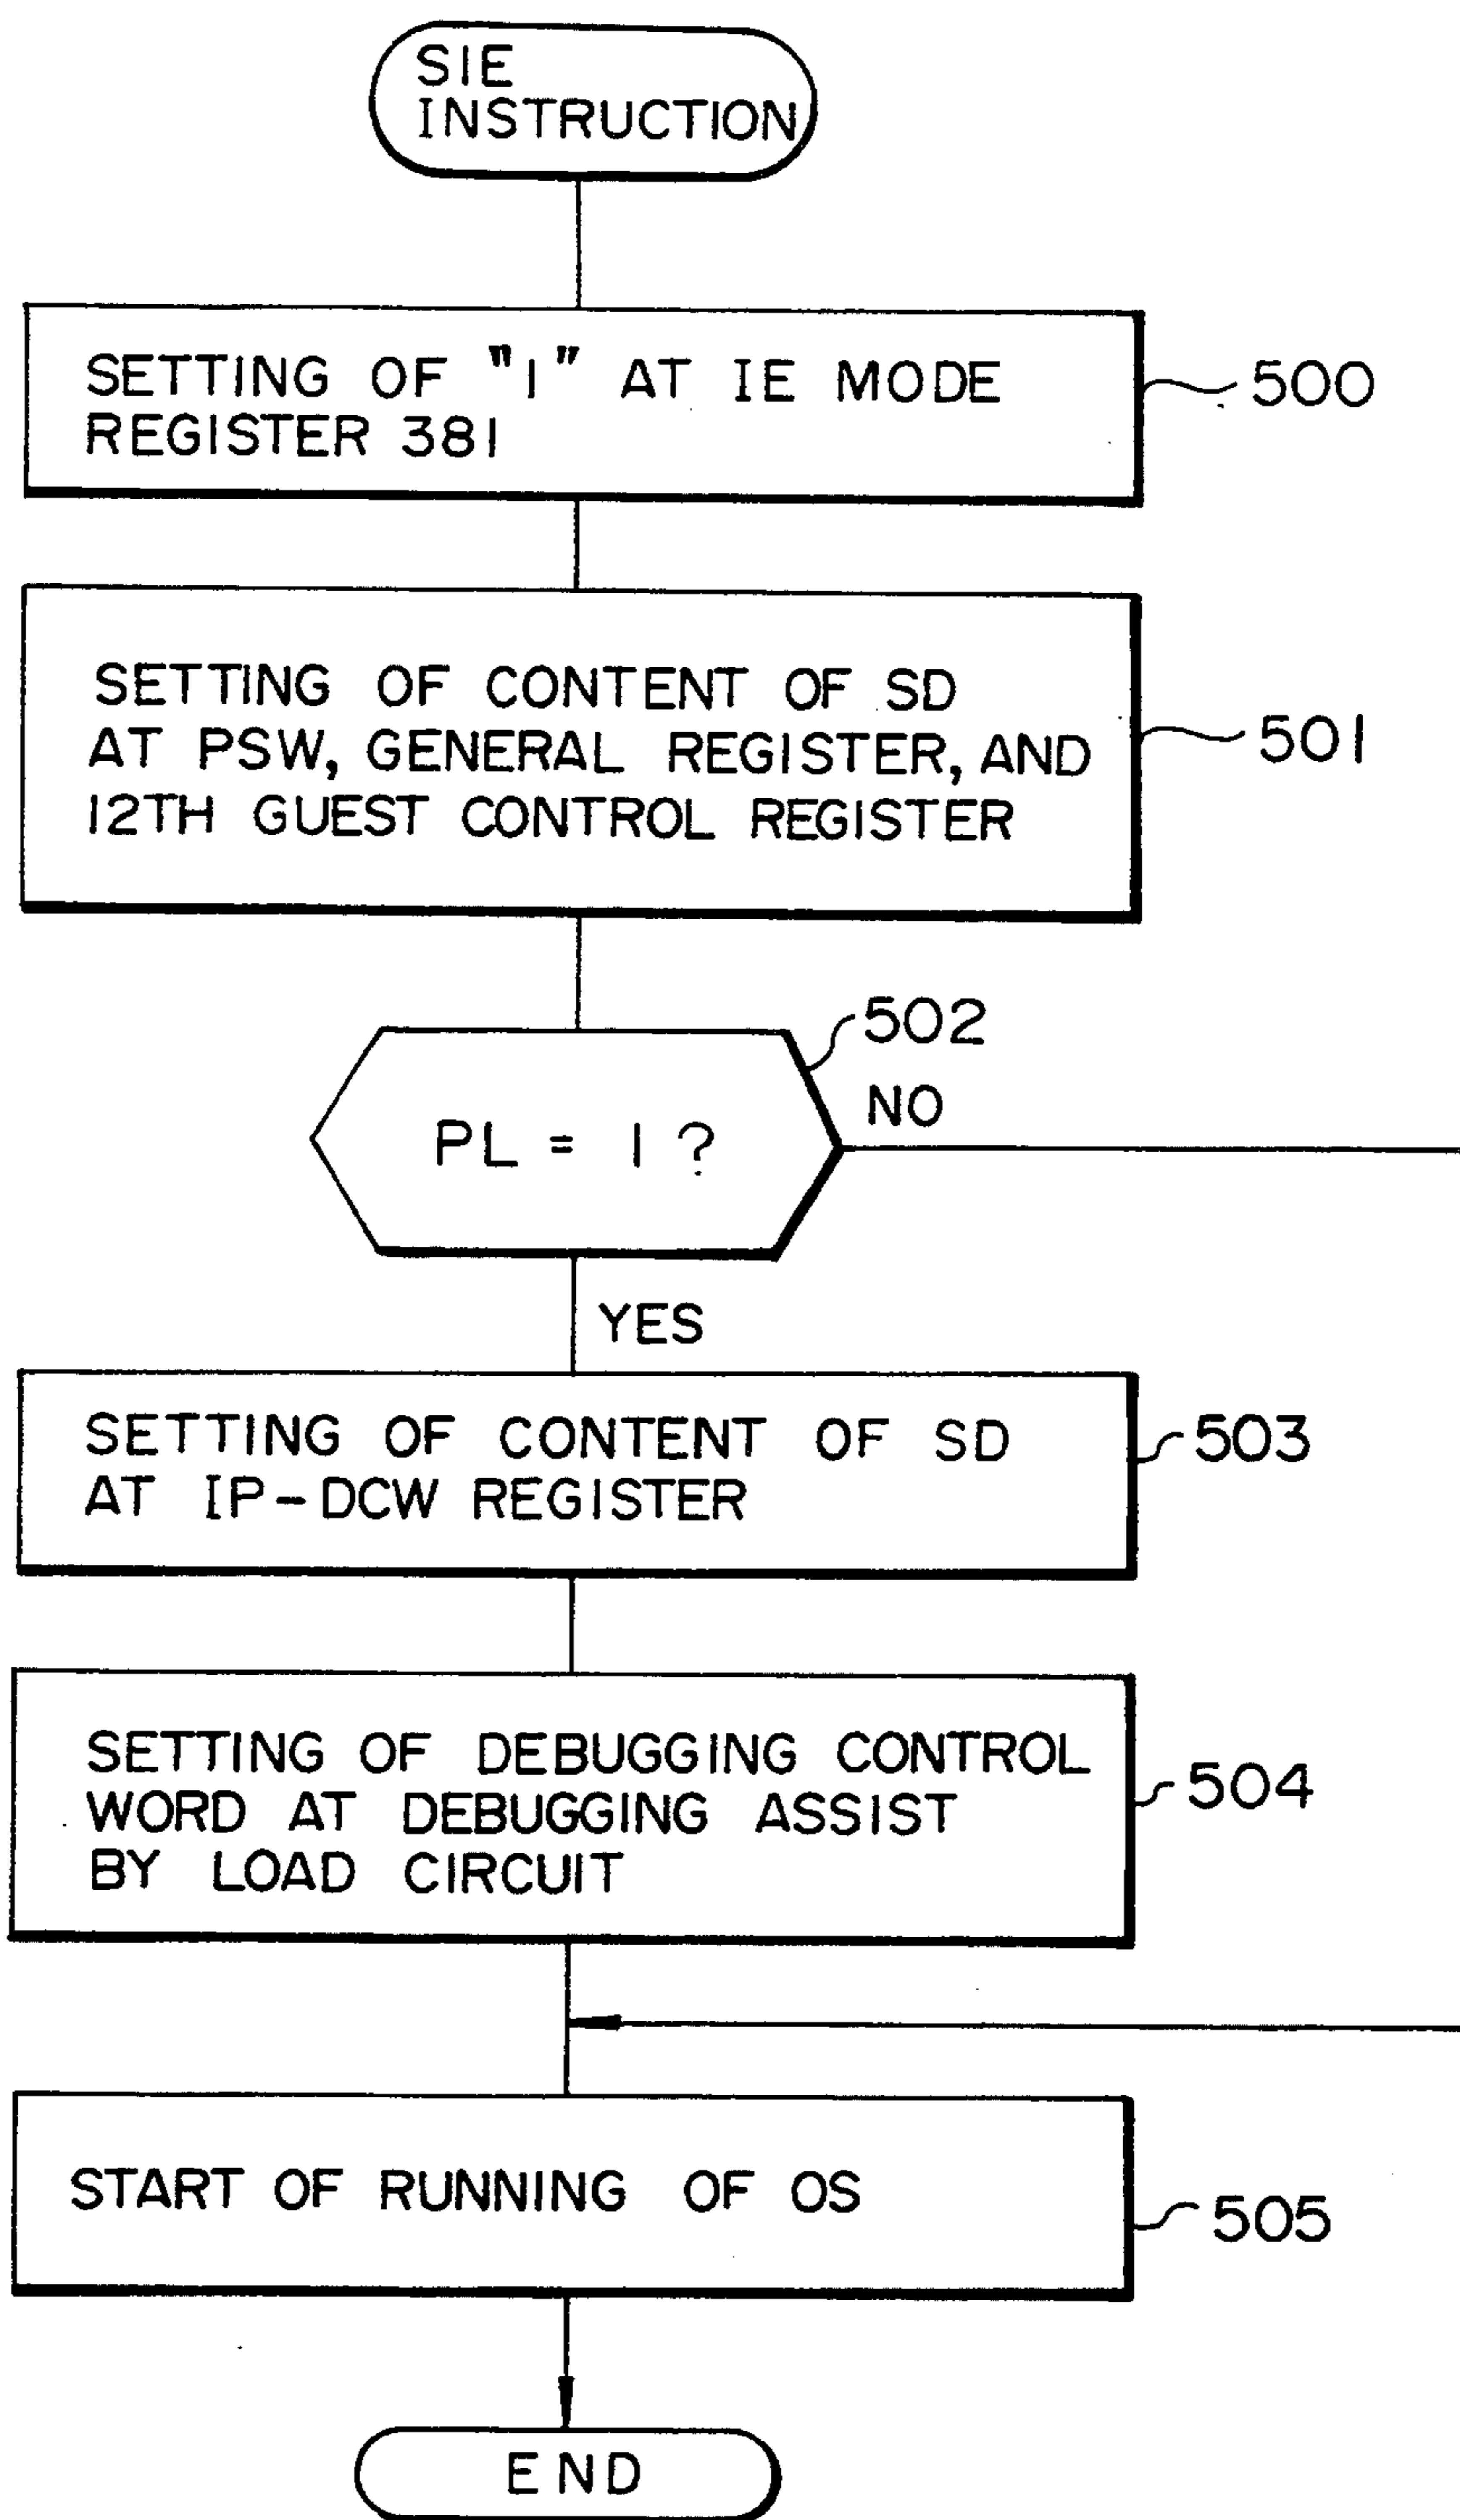 SIE
INSTRUCTION
SETTING OF "1" AT IE MODE
REGISTER 381
500
SETTING OF CONTENT OF SD
AT PSW, GENERAL REGISTER, AND
12TH GUEST CONTROL REGISTER
501
502
NO
PL = 1 ?
YES
SETTING OF CONTENT OF SD
AT IP-DCW REGISTER
503
SETTING OF DEBUGGING CONTROL
WORD AT DEBUGGING ASSIST
BY LOAD CIRCUIT
504
START OF RUNNING OF OS
505
END